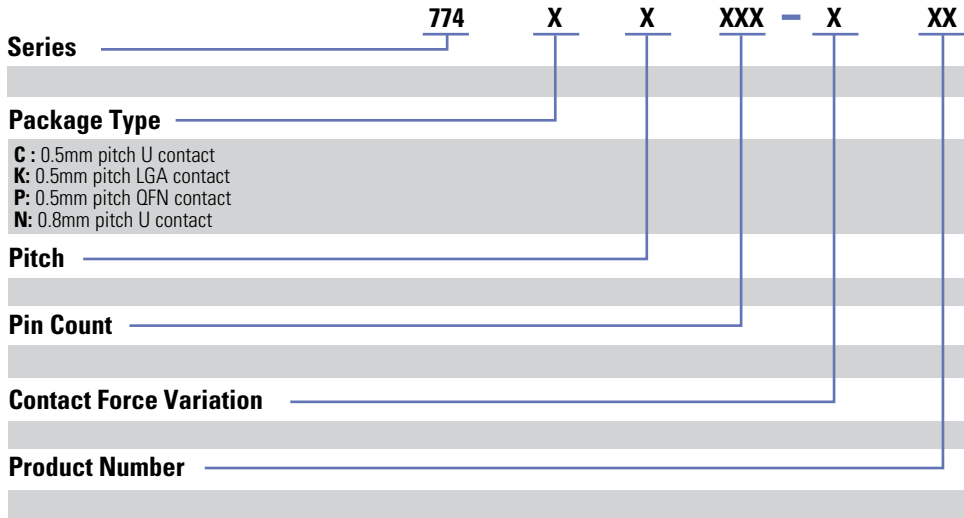 774 X X XXX – X XX
Series
Package Type
C : 0.5mm pitch U contact
K: 0.5mm pitch LGA contact
P: 0.5mm pitch QFN contact
N: 0.8mm pitch U contact
Pitch
Pin Count
Contact Force Variation
Product Number